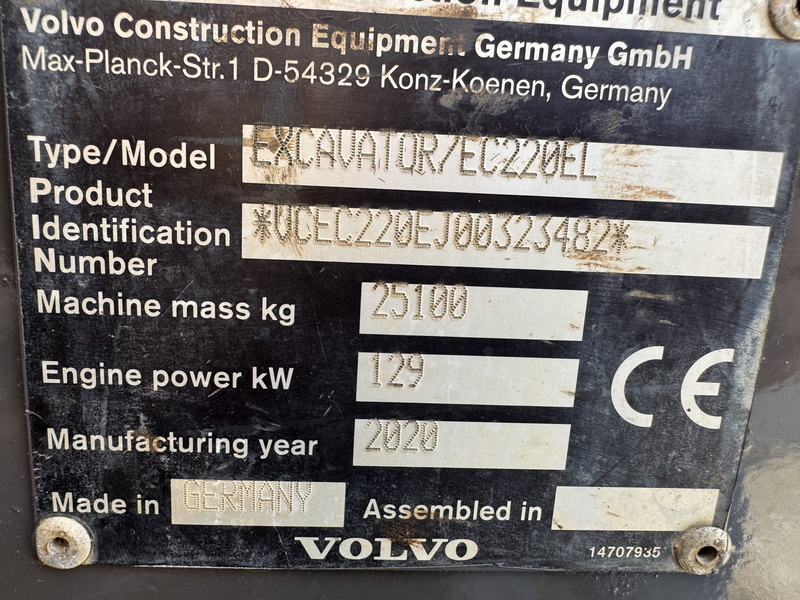 Construction Equipment
Volvo Construction Equipment Germany GmbH
Max-Planck-Str.1 D-54329 Konz-Koenen, Germany
Type/Model EXCAVATOR/EC220EL
Product
Identification *VCEC220EJ00323482*
Number
Machine mass kg 25100
Engine power kW 129
CE
Manufacturing year 2020
Made in GERMANY Assembled in
VOLVO 14707935